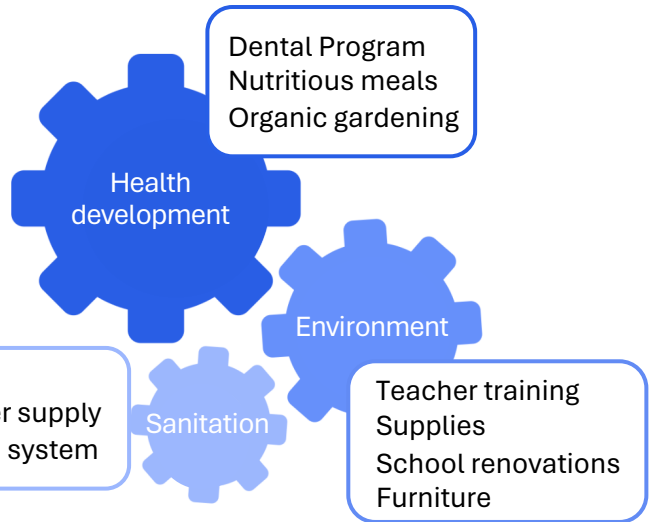 Dental Program
Nutritious meals
Organic gardening
Health
development
Environment
supply
system
Sanitation
Teacher training
Supplies
School renovations
Furniture